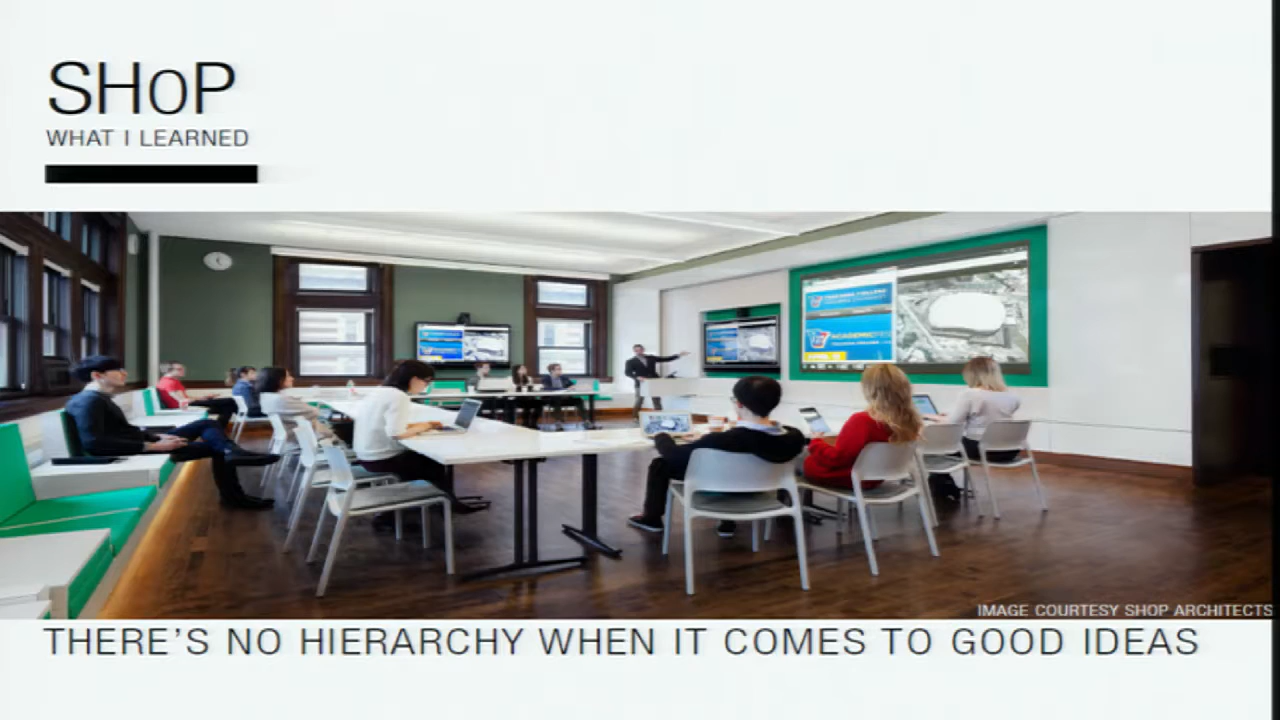 SHoP
WHAT I LEARNED
IMAGE COURTESY SHOP ARCHITECTS
THERE'S NO HIERARCHY WHEN IT COMES TO GOOD IDEAS